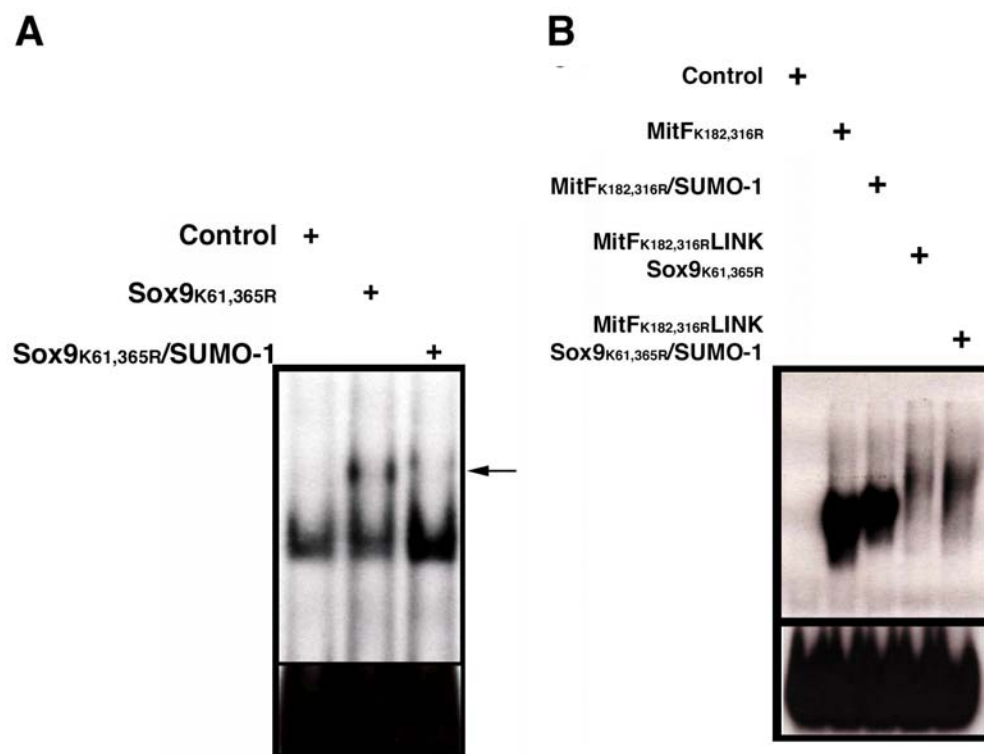 A
Control +
Sox9K61,365R +
Sox9K61,365R/SUMO-1 +
B
Control +
MitFK182,316R +
MitFK182,316R/SUMO-1 +
MitFK182,316RLINK
Sox9K61,365R +
MitFK182,316RLINK
Sox9K61,365R/SUMO-1 +